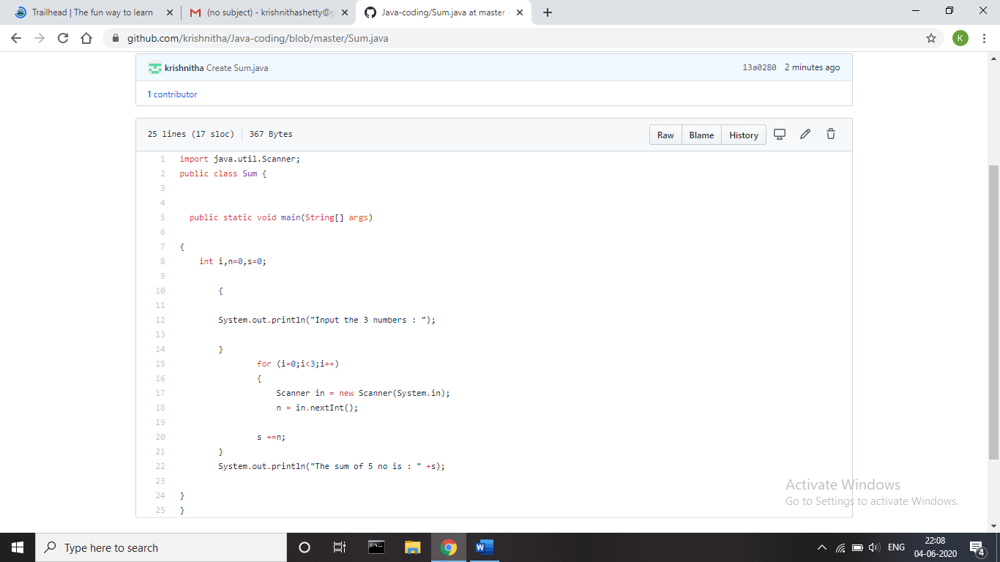 Trailhead | The fun way to learn
(no subject) - krishnithashetty@g
Java-coding/Sum.java at master
github.com/krishnitha/Java-coding/blob/master/Sum.java
K
krishnitha Create Sum.java 13a0280 2 minutes ago
1 contributor
25 lines (17 sloc) 367 Bytes Raw Blame History
1 import java.util.Scanner;
2 public class Sum {
3
4
5 public static void main(String[] args)
6
7 {
8 int i,n=0,s=0;
9
10 {
11
12 System.out.println("Input the 3 numbers : ");
13
14 }
15 for (i=0;i<3;i++)
16 {
17 Scanner in = new Scanner(System.in);
18 n = in.nextInt();
19
20 s +=n;
21 }
22 System.out.println("The sum of 5 no is : " +s);
23
24 }
25 }
Activate Windows
Go to Settings to activate Windows.
Type here to search
ENG
22:08
04-06-2020
4